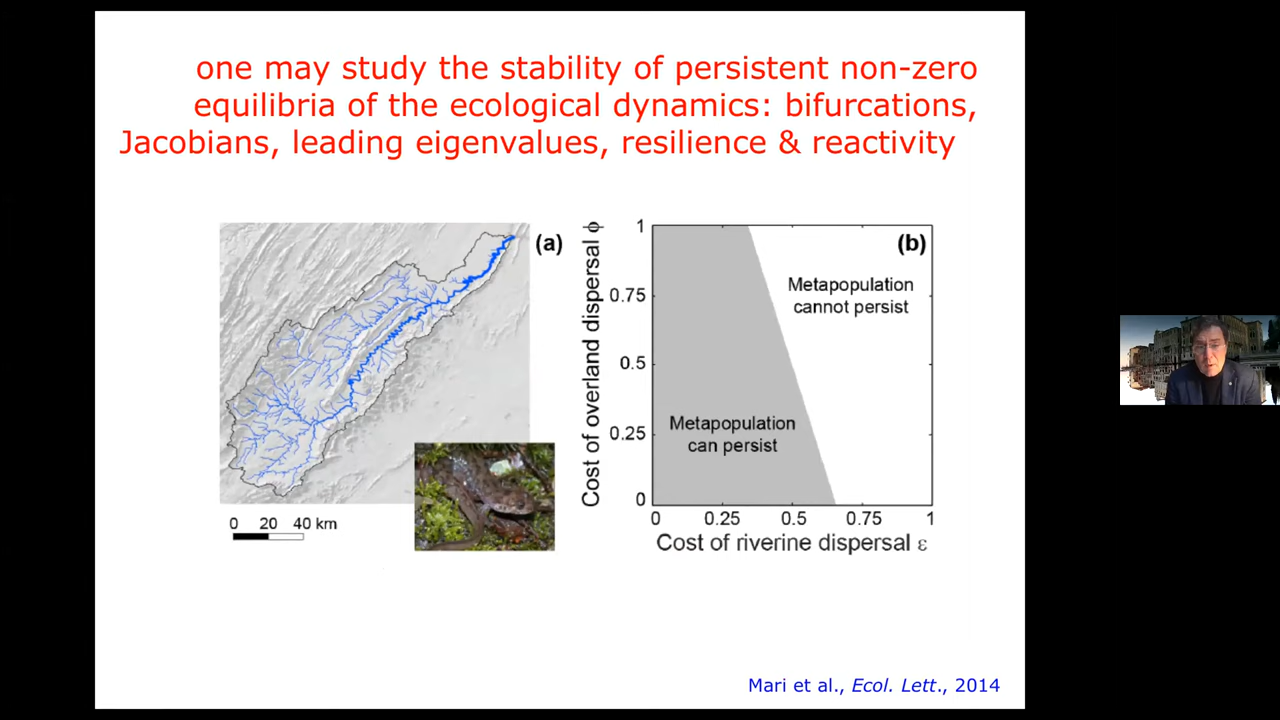 one may study the stability of persistent non-zero
equilibria of the ecological dynamics: bifurcations,
Jacobians, leading eigenvalues, resilience & reactivity
(a)
0 20 40 km
Cost of overland dispersal ϕ
1
0.75
0.5
0.25
0
(b)
Metapopulation
cannot persist
Metapopulation
can persist
0 0.25 0.5 0.75 1
Cost of riverine dispersal ε
Mari et al., Ecol. Lett., 2014